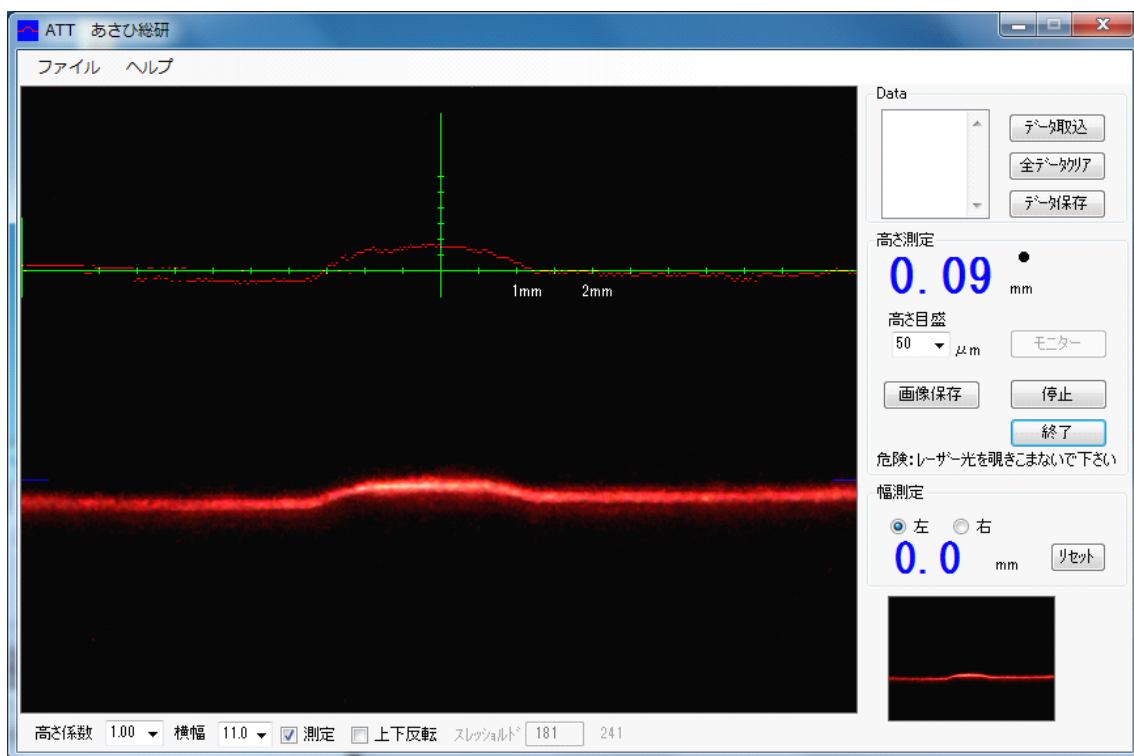 ATT あさひ総研
ファイル ヘルプ
1mm 2mm
Data
データ取込
全データクリア
データ保存
高さ測定
0.09 mm
高さ目盛
50 μm
モニター
画像保存
停止
終了
危険:レーザー光を覗きこまないで下さい
幅測定
左 右
0.0 mm
リセット
高さ係数 1.00 横幅 11.0 測定 上下反転 スレッショルド 181 241